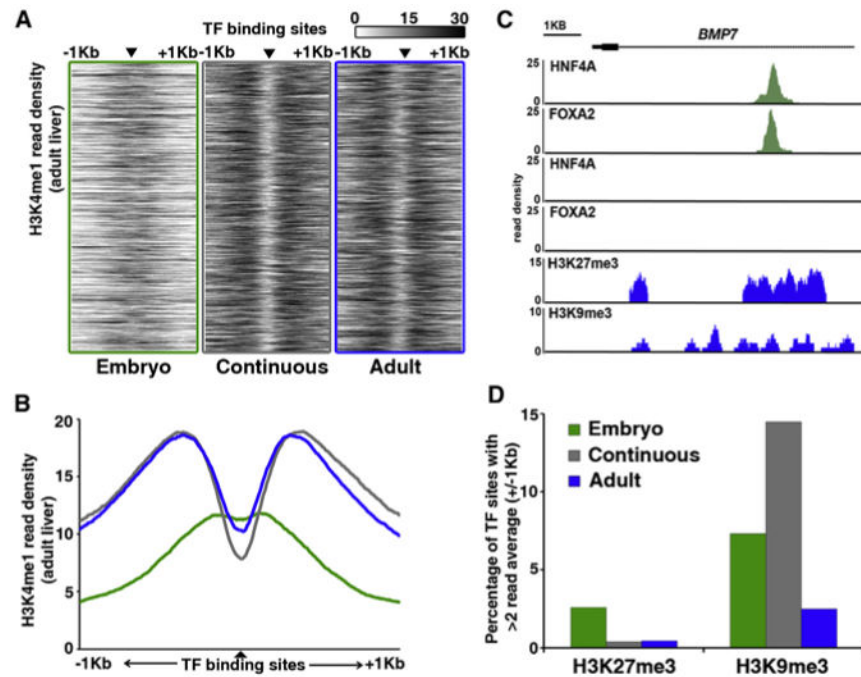 A
TF binding sites
0 15 30
-1Kb +1Kb -1Kb +1Kb -1Kb +1Kb
H3K4me1 read density
(adult liver)
Embryo Continuous Adult
B
H3K4me1 read density
(adult liver)
20
15
10
5
0
-1Kb TF binding sites +1Kb
C
1KB
BMP7
read density
25
HNF4A
0
25
FOXA2
0
25
HNF4A
0
25
FOXA2
0
15
H3K27me3
0
10
H3K9me3
0
D
Percentage of TF sites with
>2 read average (+/-1Kb)
15
10
5
0
Embryo
Continuous
Adult
H3K27me3 H3K9me3